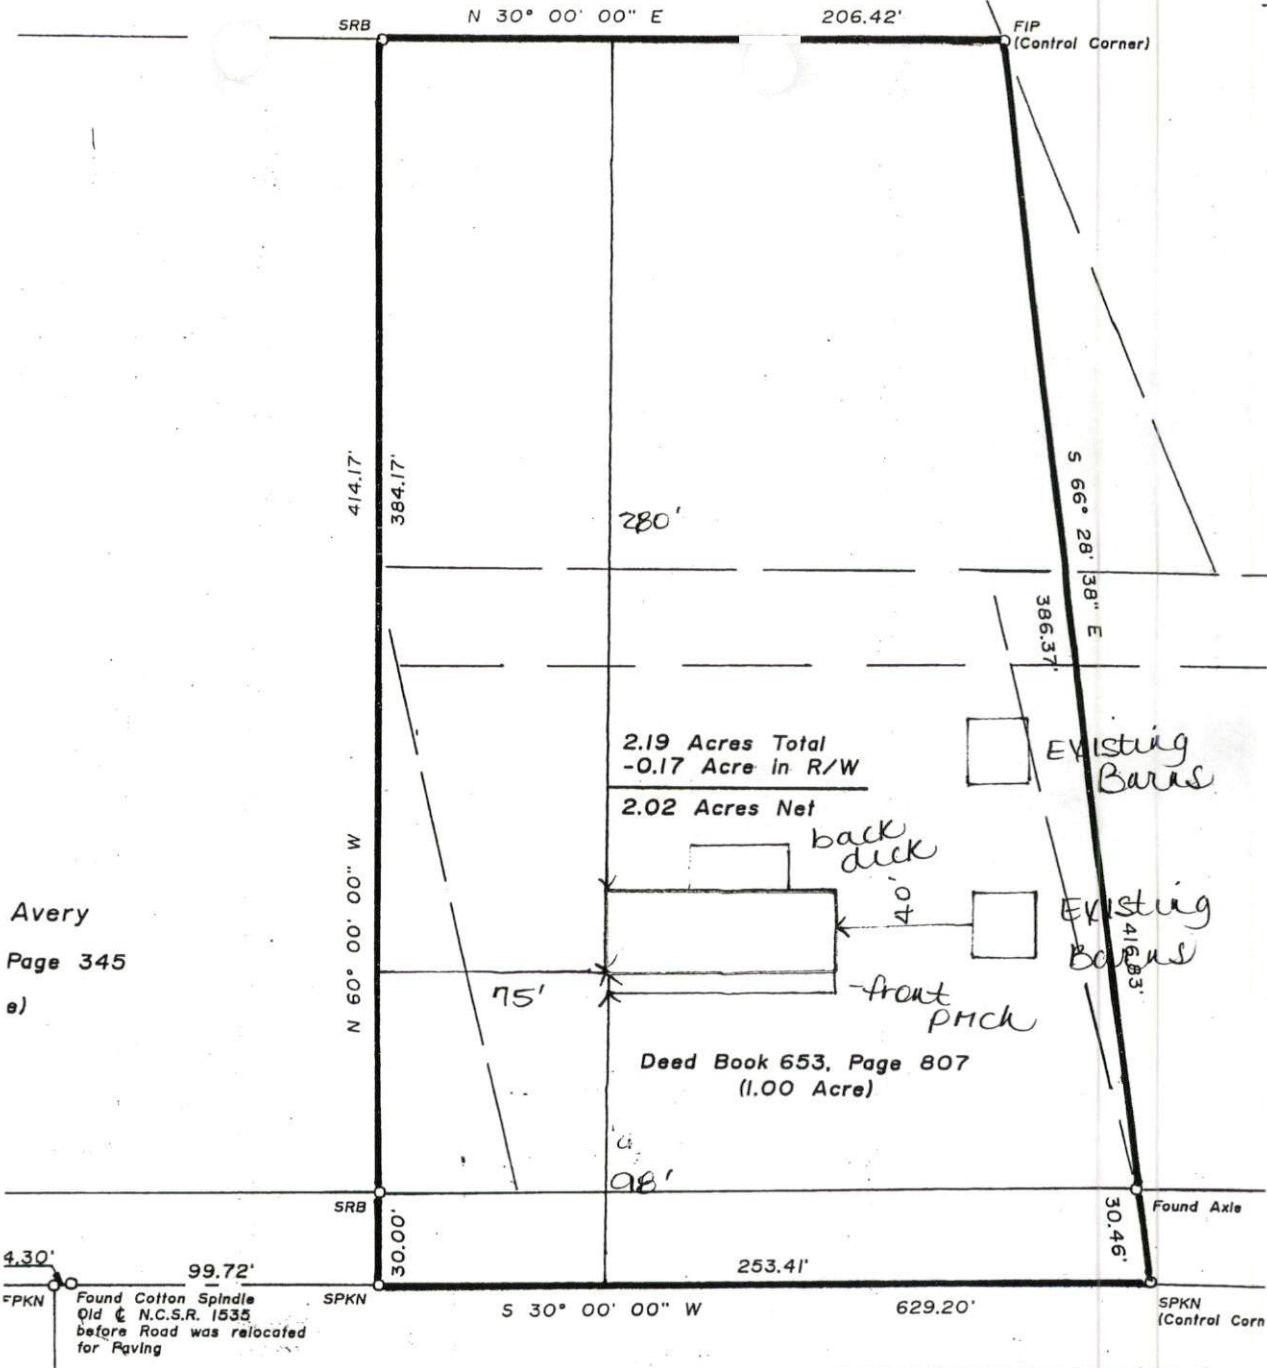 SRB
N 30° 00' 00" E
206.42'
FIP
(Control Corner)
414.17'
384.17'
280'
S 66° 28' 38" E
386.37'
2.19 Acres Total
-0.17 Acre in R/W
2.02 Acres Net
Existing
Barns
back
deck
40'
Existing
Barns
416.83'
Avery
Page 345
e)
N 60° 00' 00" W
75'
-front
porch
Deed Book 653, Page 807
(1.00 Acre)
98'
SRB
30.00'
30.46'
Found Axle
4.30'
99.72'
253.41'
FPKN
Found Cotton Spindle
Old ℄ N.C.S.R. 1535
before Road was relocated
for Paving
SPKN
S 30° 00' 00" W
629.20'
SPKN
(Control Corn